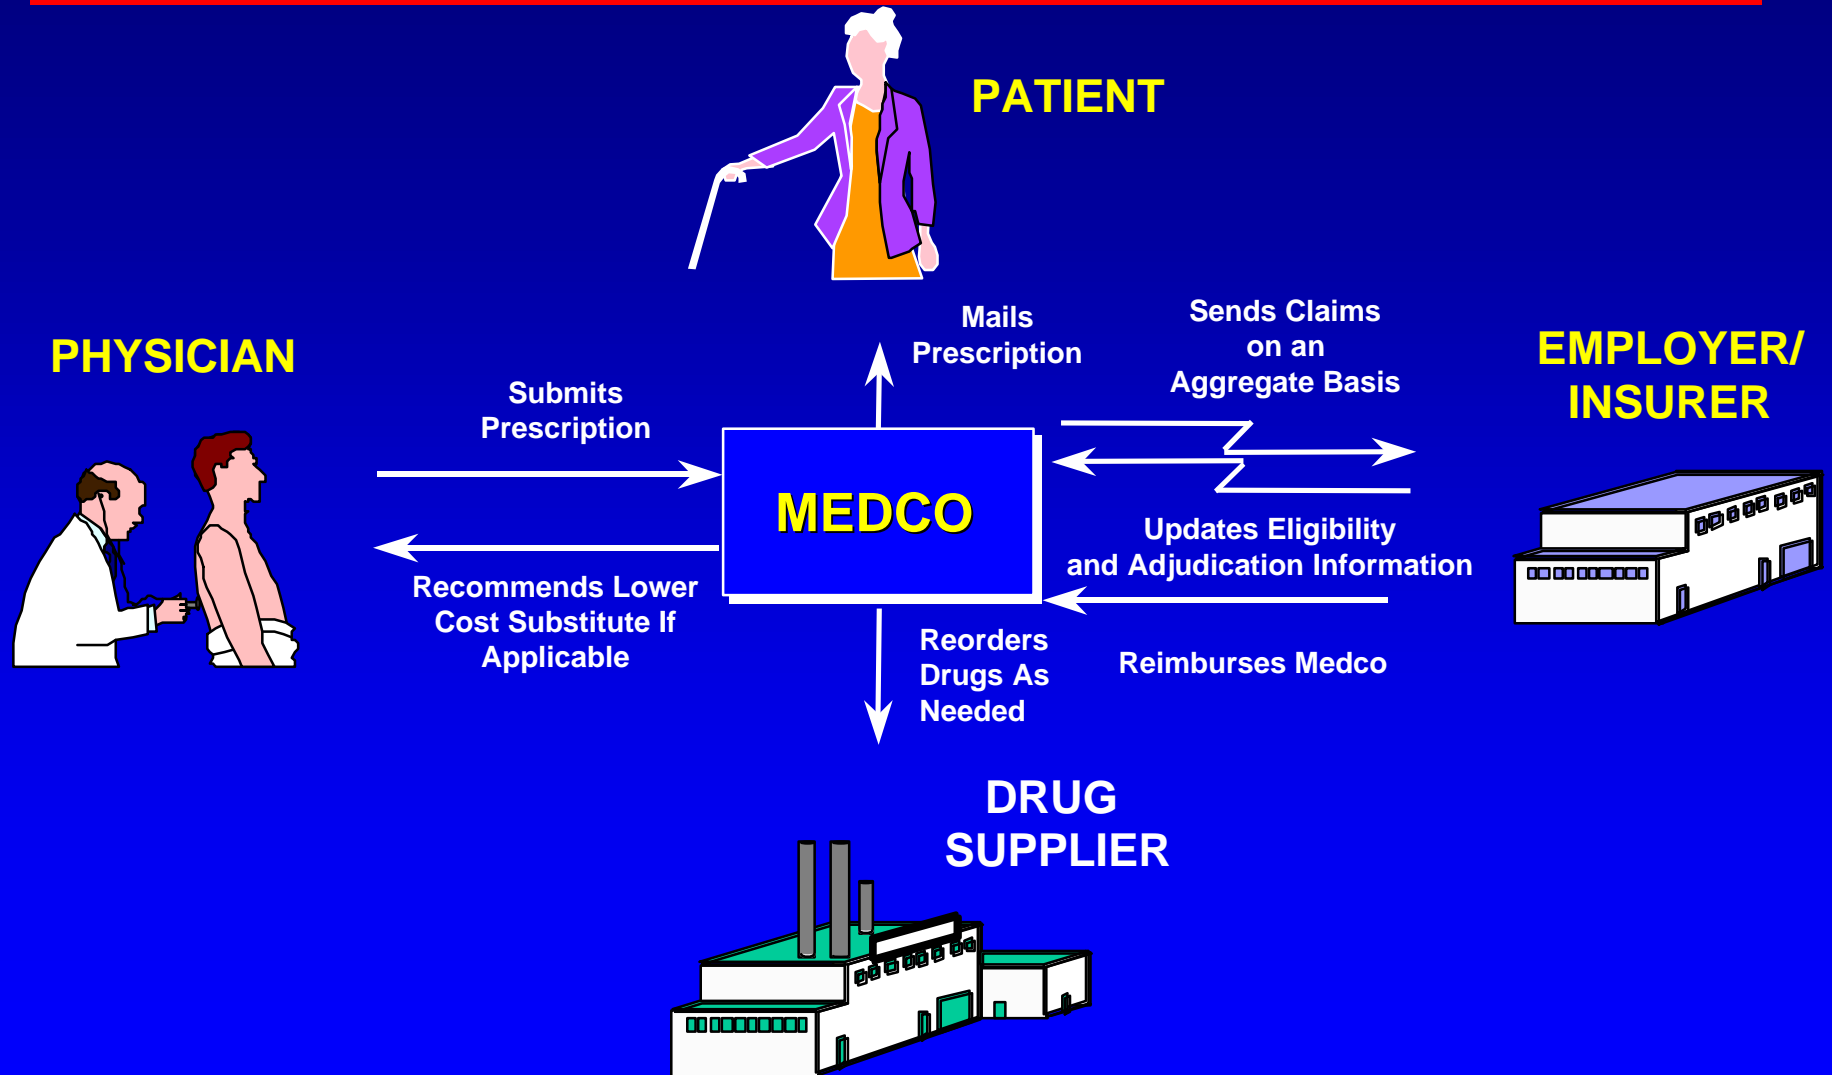 PATIENT
Mails
Prescription
Sends Claims
on an
Aggregate Basis
PHYSICIAN
EMPLOYER/
INSURER
Submits
Prescription
MEDCO
Updates Eligibility
and Adjudication Information
Recommends Lower
Cost Substitute If
Applicable
Reorders
Drugs As
Needed
Reimburses Medco
DRUG
SUPPLIER